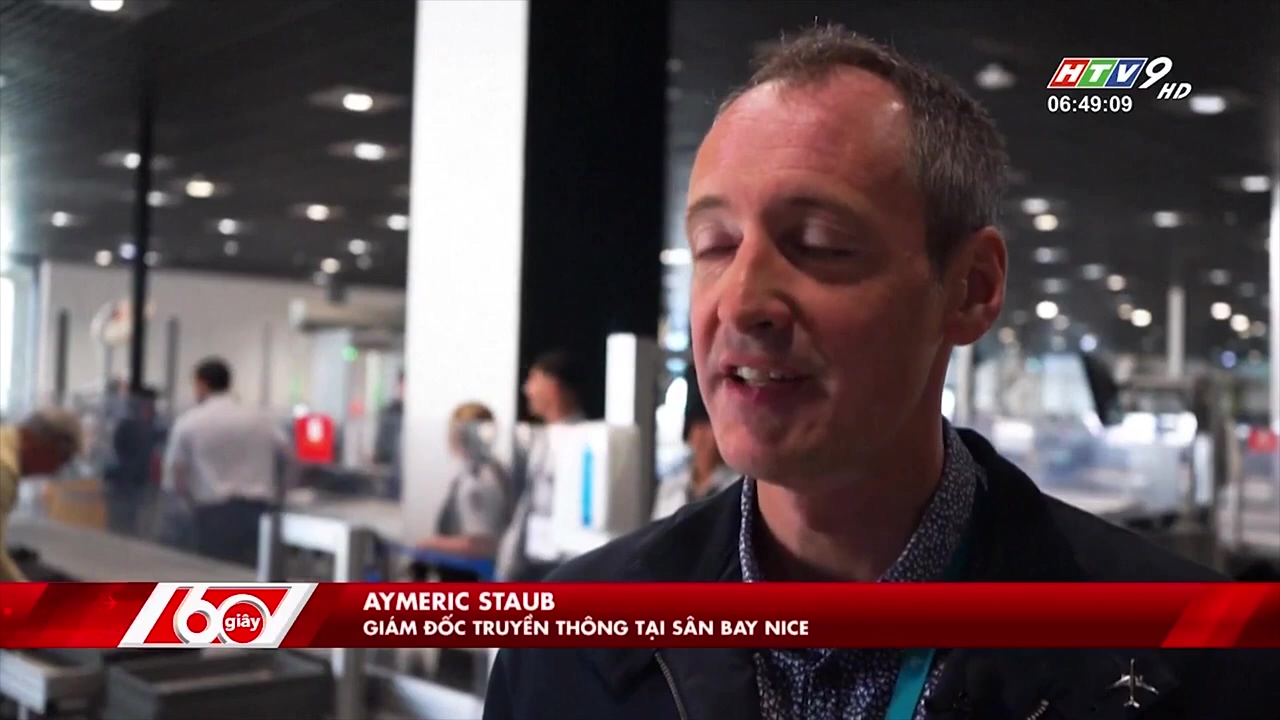 HTV9 HD
06:49:09
60 giây
AYMERIC STAUB
GIÁM ĐỐC TRUYỀN THÔNG TẠI SÂN BAY NICE